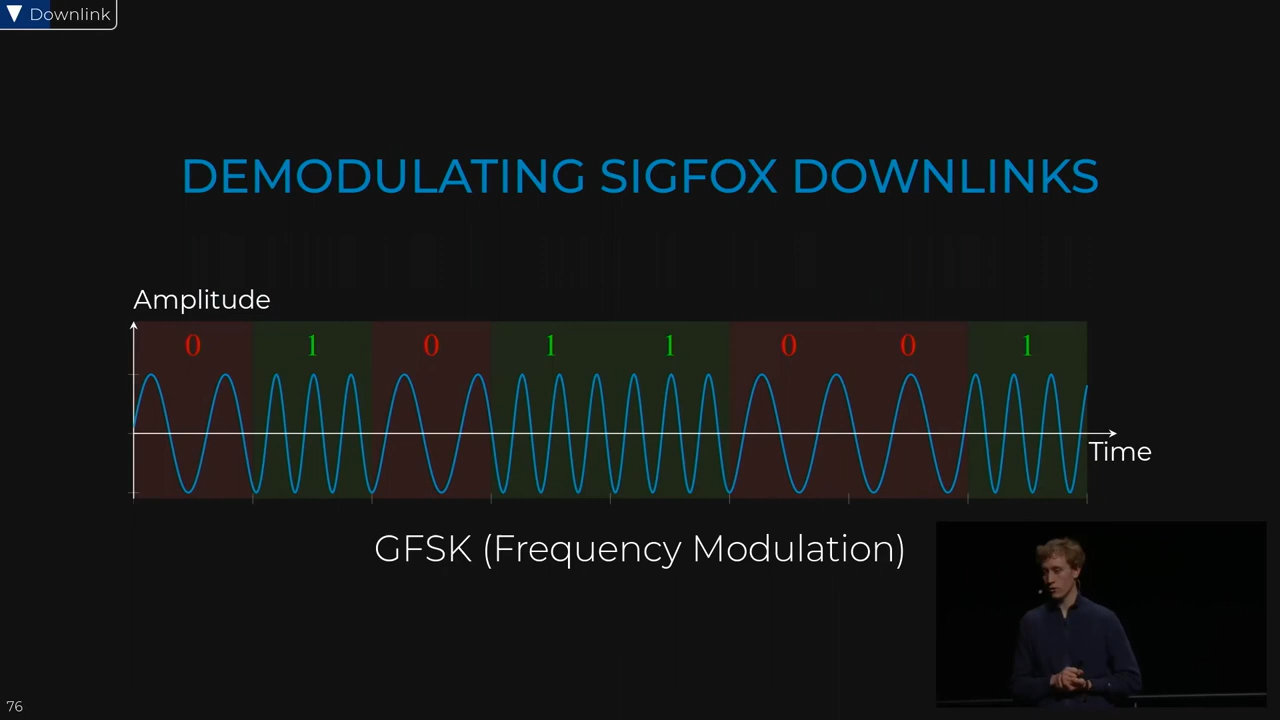 ▼ Downlink
DEMODULATING SIGFOX DOWNLINKS
Amplitude
0 1 0 1 1 0 0 1
Time
GFSK (Frequency Modulation)
76